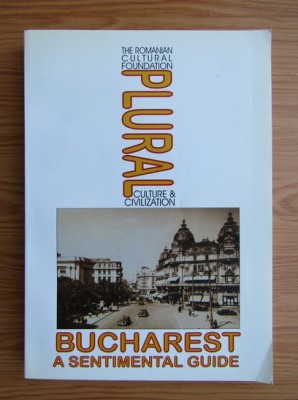 THE ROMANIAN
CULTURAL
FOUNDATION
PLURAL
CULTURE &
CIVILIZATION
BUCHAREST
A SENTIMENTAL GUIDE